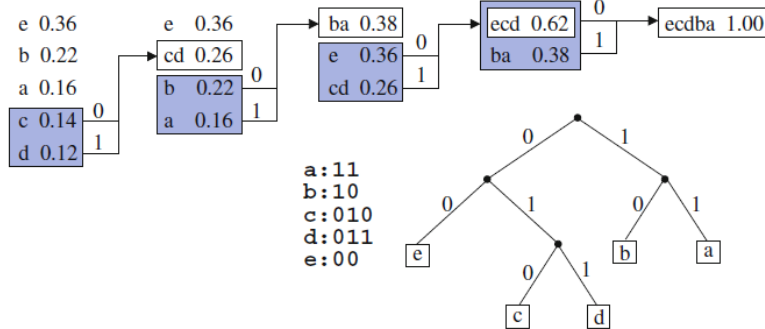 e 0.36
b 0.22
a 0.16
c 0.14
d 0.12
0
1
e 0.36
cd 0.26
b 0.22
a 0.16
0
1
ba 0.38
e 0.36
cd 0.26
0
1
ecd 0.62
ba 0.38
0
1
ecdba 1.00
a:11
b:10
c:010
d:011
e:00
0 1
0 1 0 1
e b a
0 1
c d